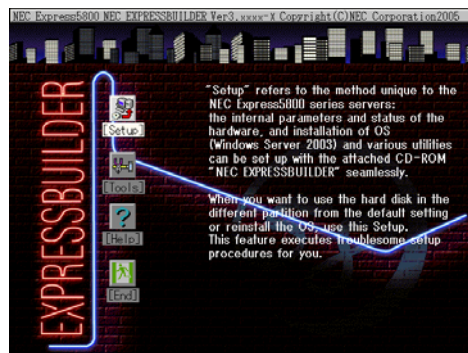 NEC Express5800 NEC EXPRESSBUILDER Ver3.xxxx-X Copyright(C)NEC Corporation2005
EXPRESSBUILDER
[Setup]
[Tools]
[Help]
[End]
"Setup" refers to the method unique to the
NEC Express5800 series servers:
the internal parameters and status of the
hardware, and installation of OS
(Windows Server 2003) and various utilities
can be set up with the attached CD-ROM
"NEC EXPRESSBUILDER" seamlessly.
When you want to use the hard disk in the
different partition from the default setting
or reinstall the OS, use this Setup.
This feature executes troublesome setup
procedures for you.